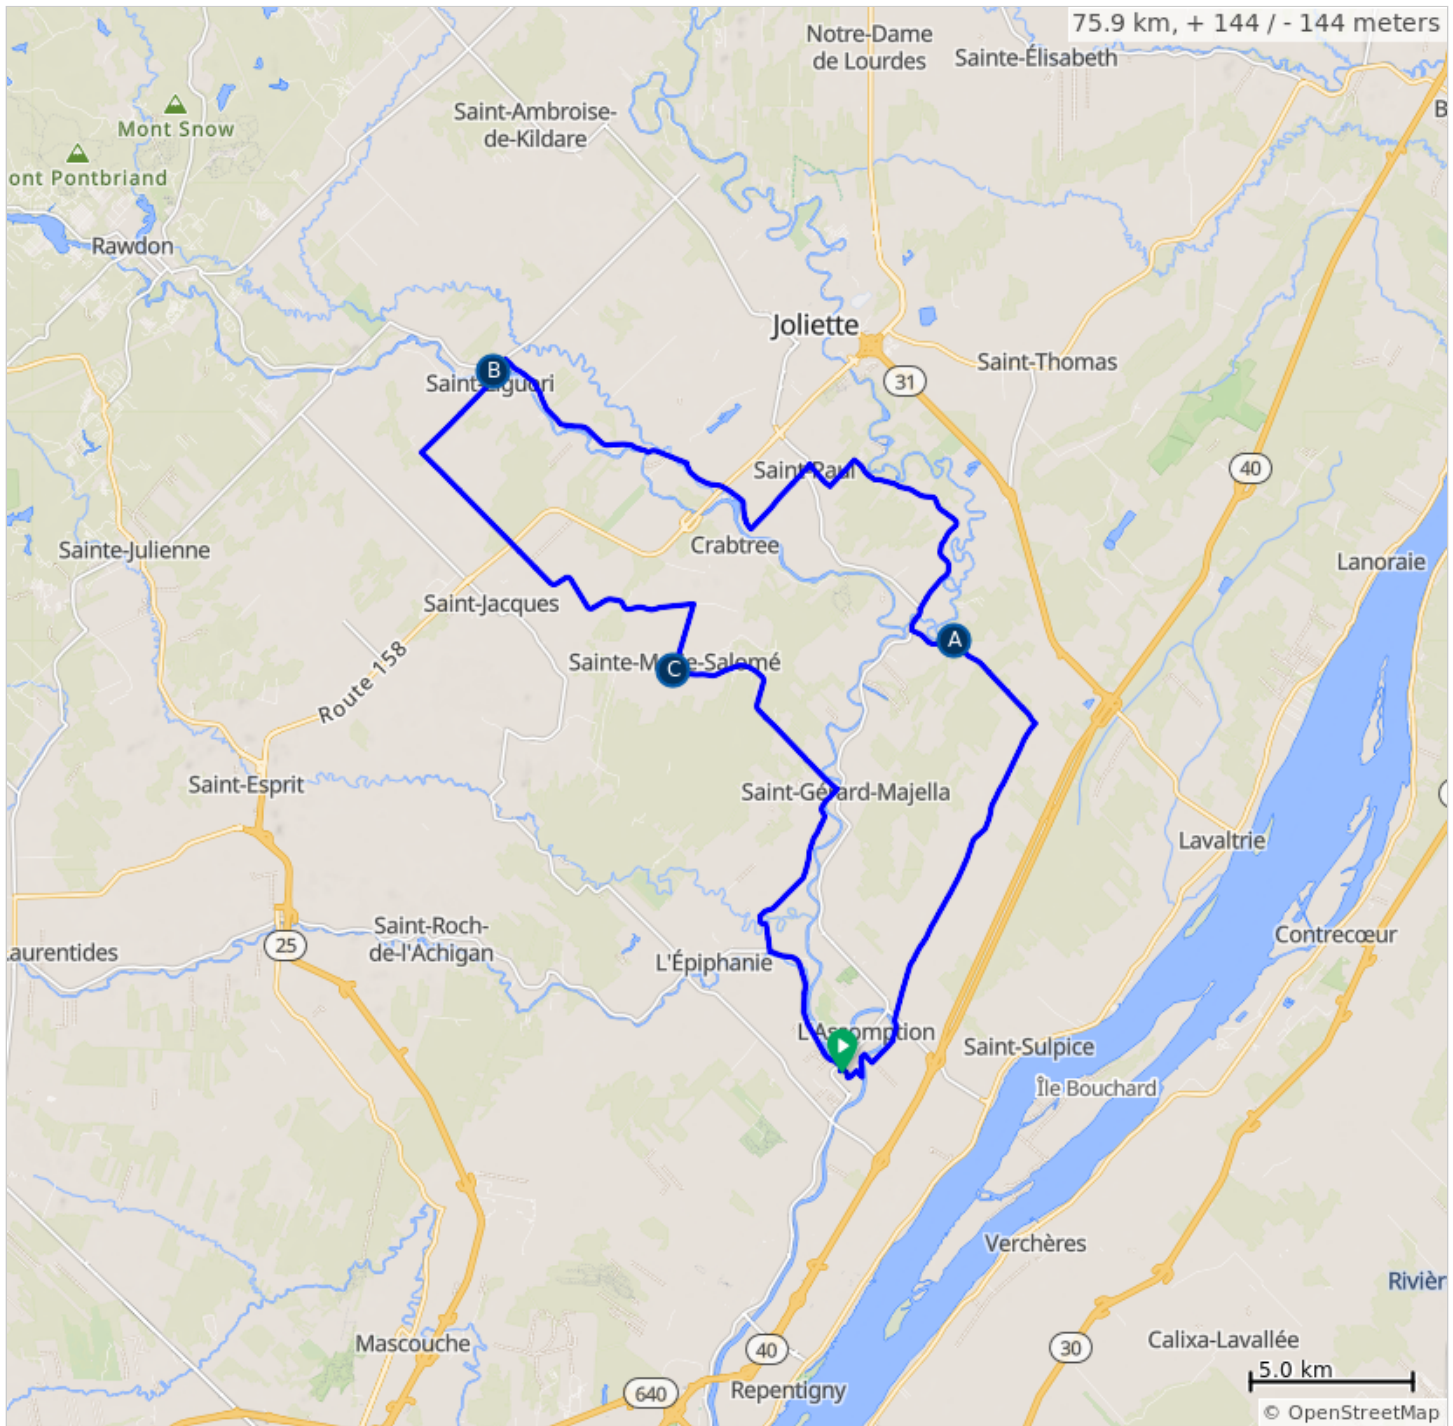 75.9 km, + 144 / - 144 meters
Notre-Dame
de Lourdes
Sainte-Élisabeth
B
Saint-Ambroise-
de-Kildare
Mont Snow
ont Pontbriand
Rawdon
Joliette
Saint-Thomas
31
B
Saint-Liguori
40
Saint-Paul
Crabtree
Sainte-Julienne
Lanoraie
Saint-Jacques
A
Sainte-Marie-Salomé
C
Route 158
Saint-Esprit
Saint-Gérard-Majella
Lavaltrie
Saint-Roch-
de-l'Achigan
Contrecœur
25
aurentides
L'Épiphanie
L'Assomption
Saint-Sulpice
Île Bouchard
Verchères
Rivièr
Mascouche
40
30
Calixa-Lavallée
5.0 km
640
Repentigny
© OpenStreetMap